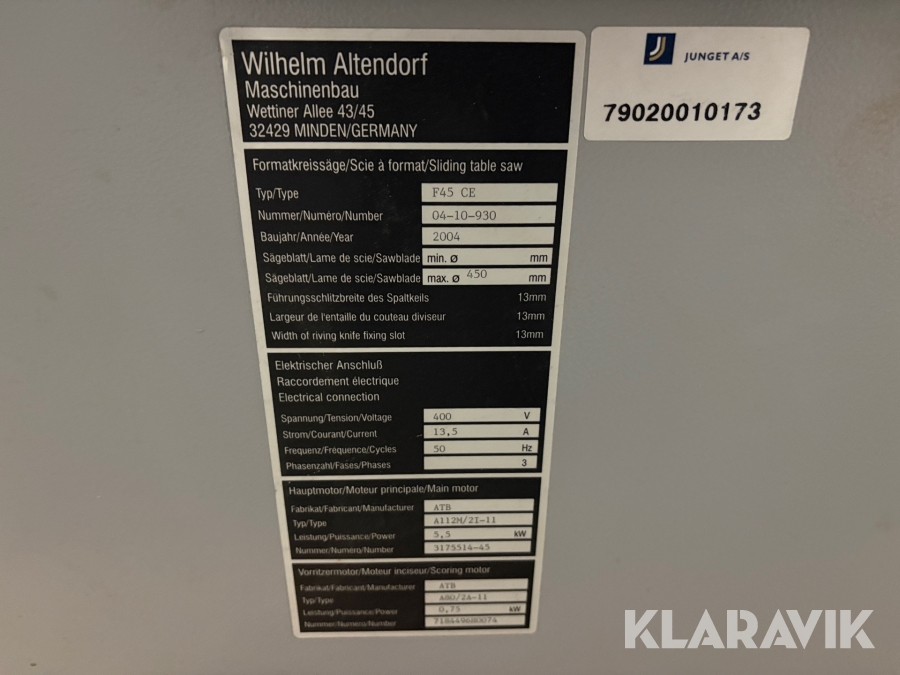 Wilhelm Altendorf
Maschinenbau
Wettiner Allee 43/45
32429 MINDEN/GERMANY
JUNGET A/S
79020010173
Formatkreissäge/Scie à format/Sliding table saw
Typ/Type F45 CE
Nummer/Numéro/Number 04-10-930
Baujahr/Année/Year 2004
Sägeblatt/Lame de scie/Sawblade min. ø mm
Sägeblatt/Lame de scie/Sawblade max. ø 450 mm
Führungsschlitzbreite des Spaltkeils 13mm
Largeur de l'entaille du couteau diviseur 13mm
Width of riving knife fixing slot 13mm
Elektrischer Anschluß
Raccordement électrique
Electrical connection
Spannung/Tension/Voltage 400 V
Strom/Courant/Current 13,5 A
Frequenz/Fréquence/Cycles 50 Hz
Phasenzahl/Fases/Phases 3
Hauptmotor/Moteur principale/Main motor
Fabrikat/Fabricant/Manufacturer ATB
Typ/Type A112M/2I-11
Leistung/Puissance/Power 5,5 kW
Nummer/Numéro/Number 3175514-45
Vorritzermotor/Moteur inciseur/Scoring motor
Fabrikat/Fabricant/Manufacturer ATB
Typ/Type A80/2A-11
Leistung/Puissance/Power 0,75 kW
Nummer/Numéro/Number
KLARAVIK